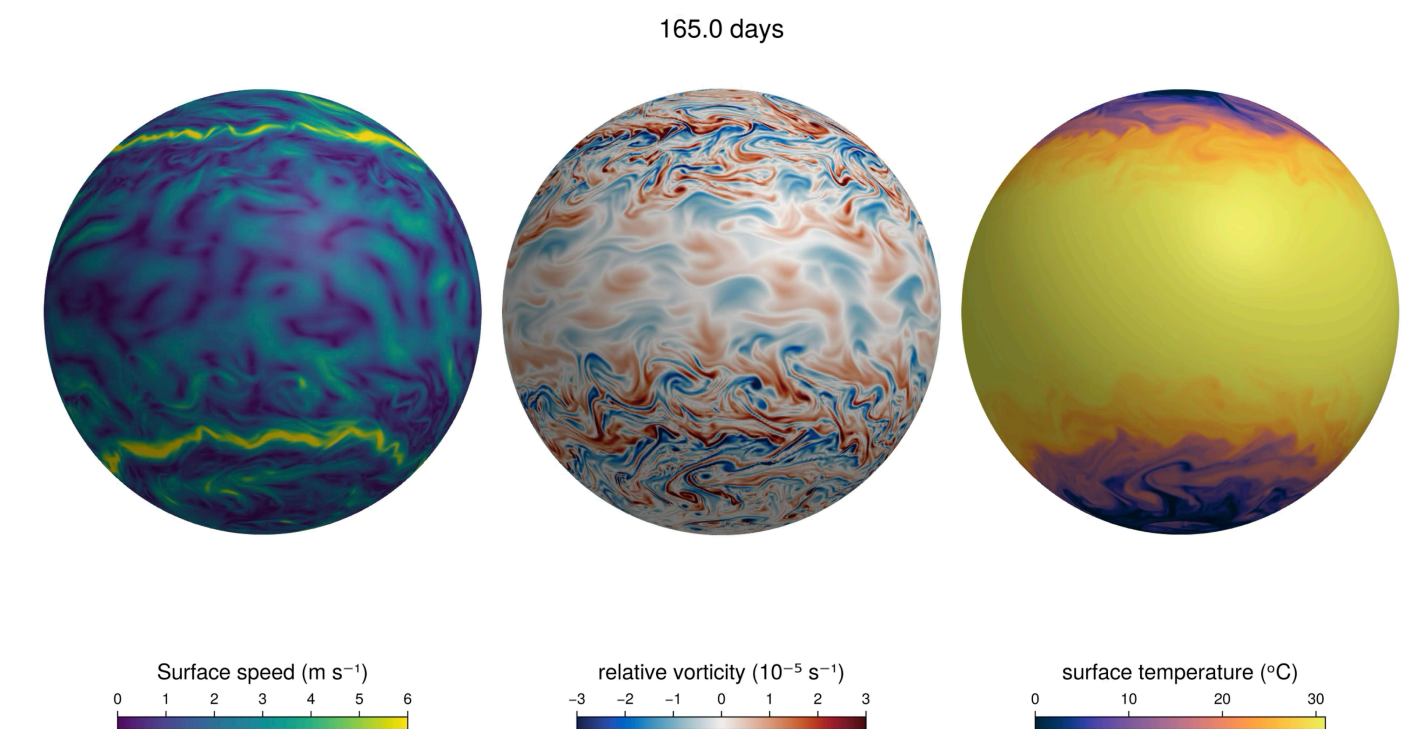 165.0 days
Surface speed (m s⁻¹)
0 1 2 3 4 5 6
relative vorticity (10⁻⁵ s⁻¹)
−3 −2 −1 0 1 2 3
surface temperature (ᵒC)
0 10 20 30